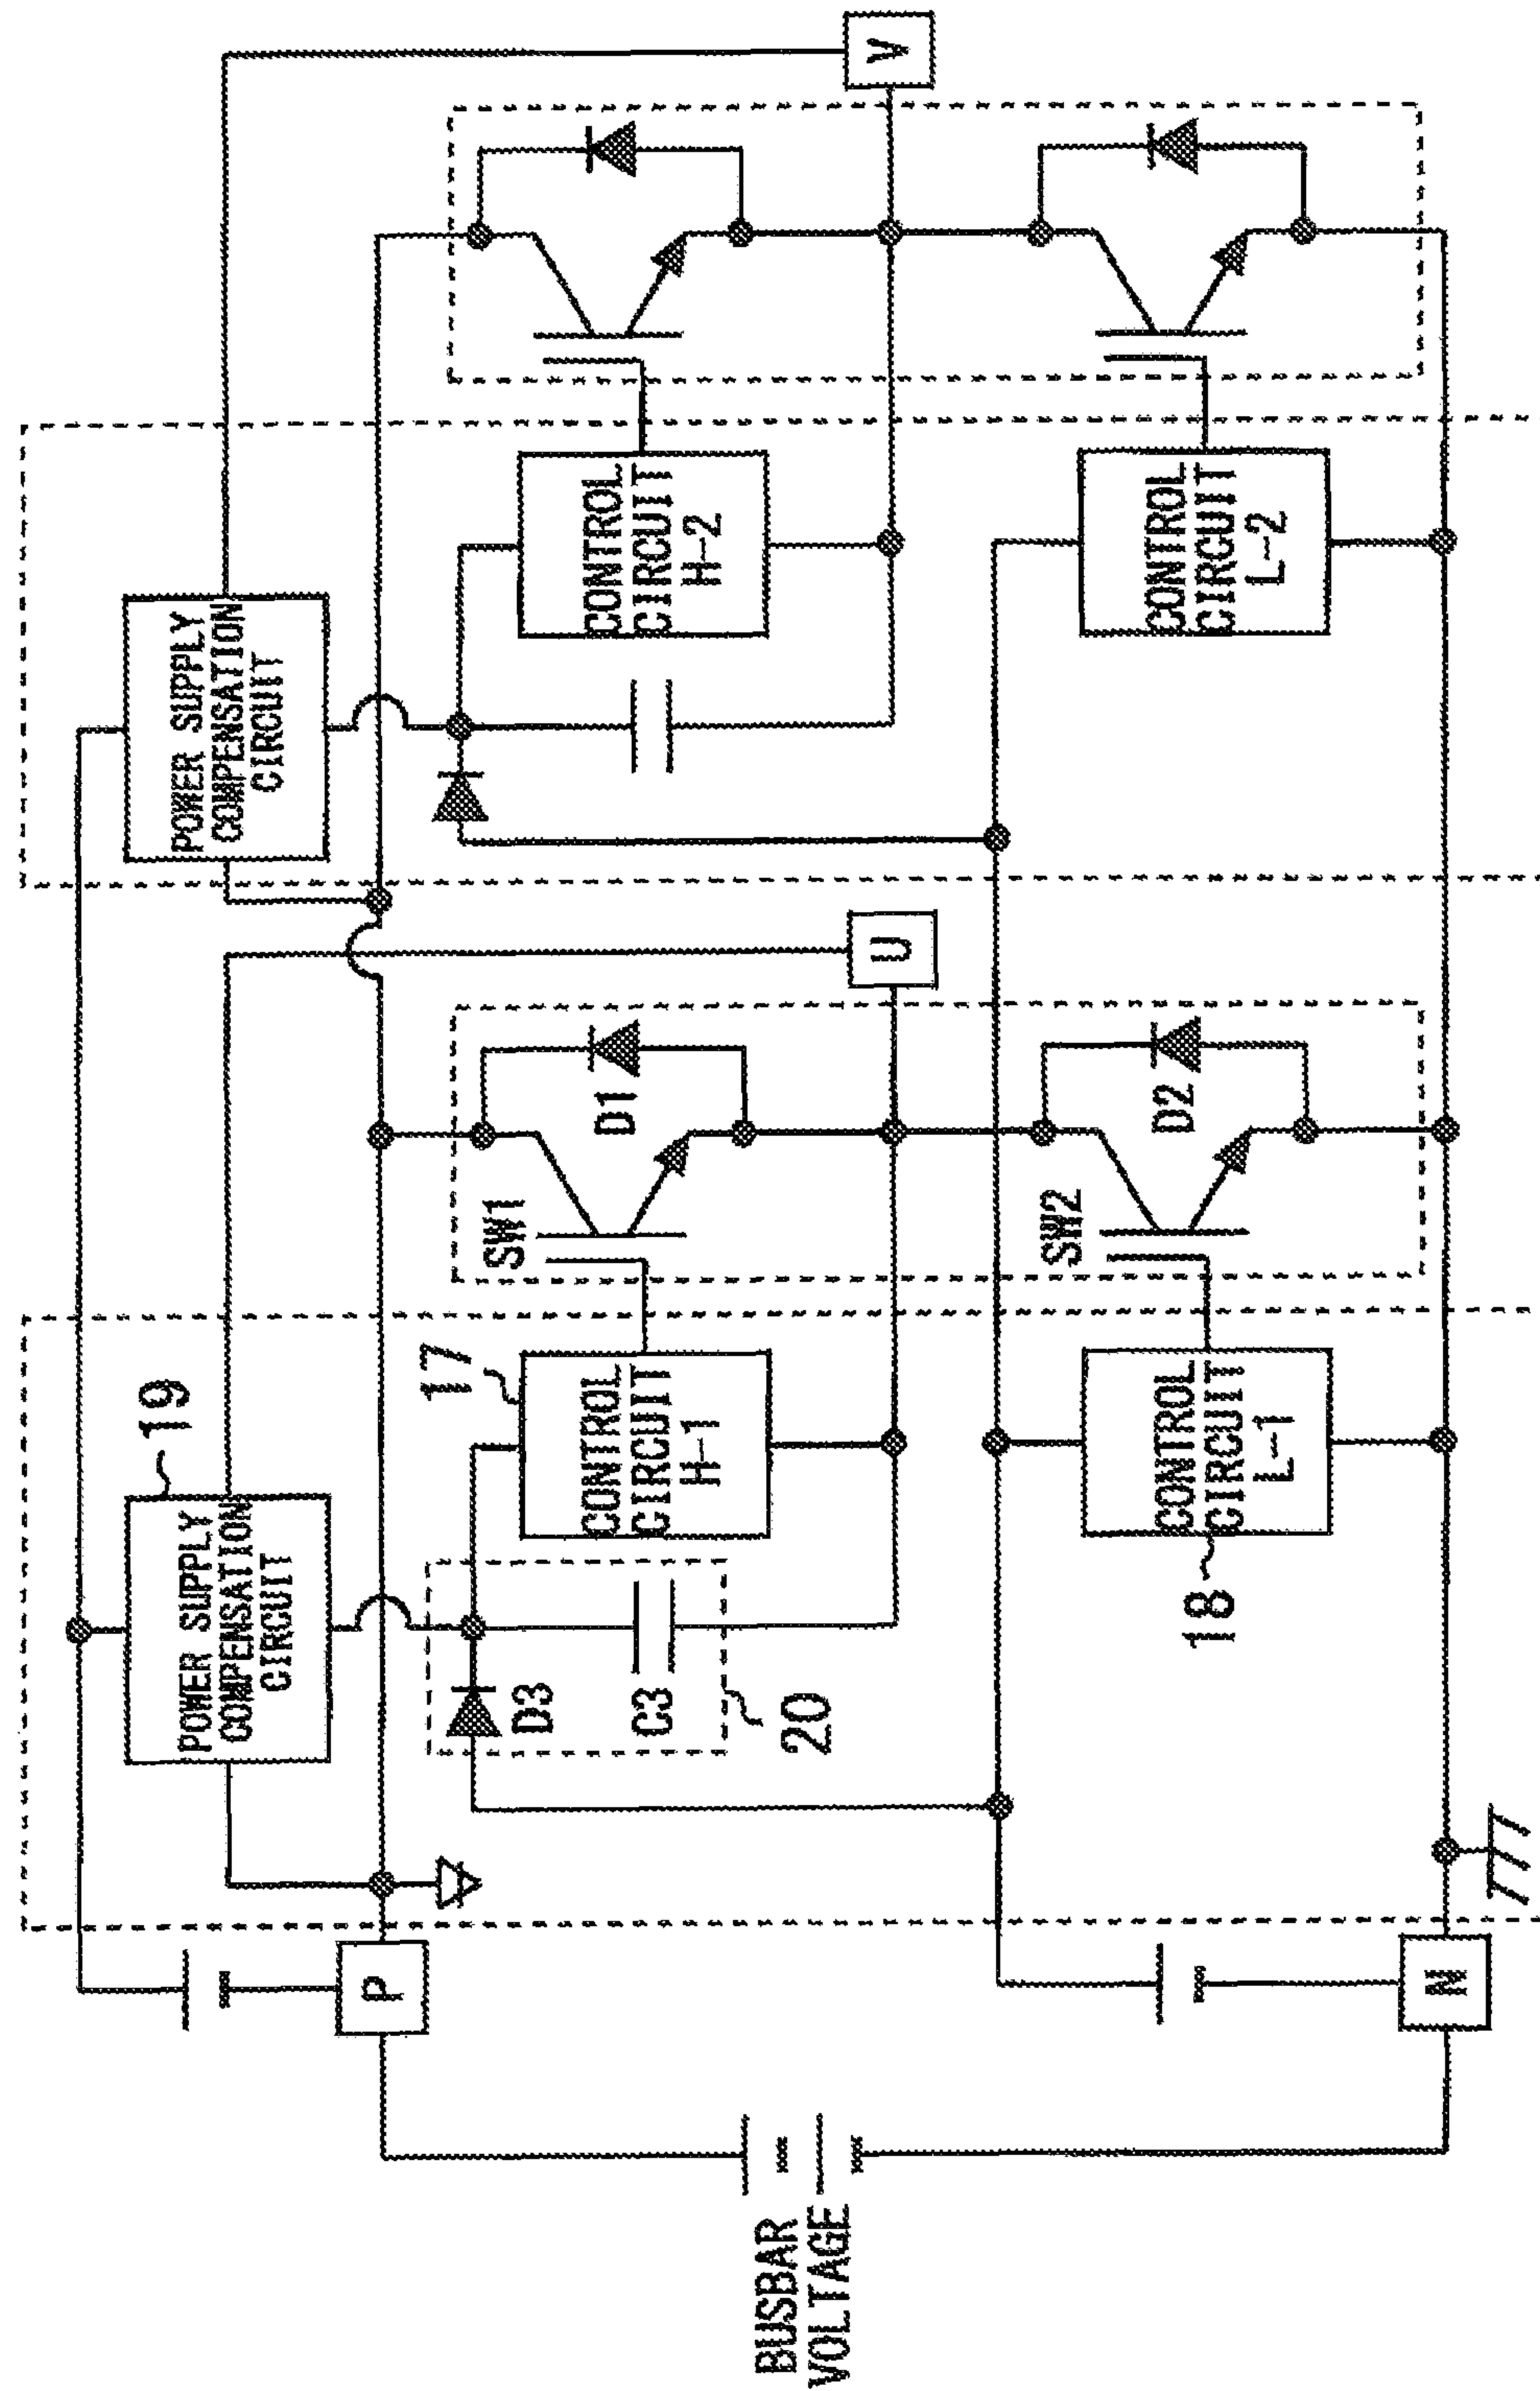 BUSBAR
VOLTAGE
P
N
POWER SUPPLY
COMPENSATION
CIRCUIT
19
D3
C3
20
17
CONTROL
CIRCUIT
H-1
18
CONTROL
CIRCUIT
L-1
SW1
D1
SW2
D2
U
POWER SUPPLY
COMPENSATION
CIRCUIT
CONTROL
CIRCUIT
H-2
CONTROL
CIRCUIT
L-2
V